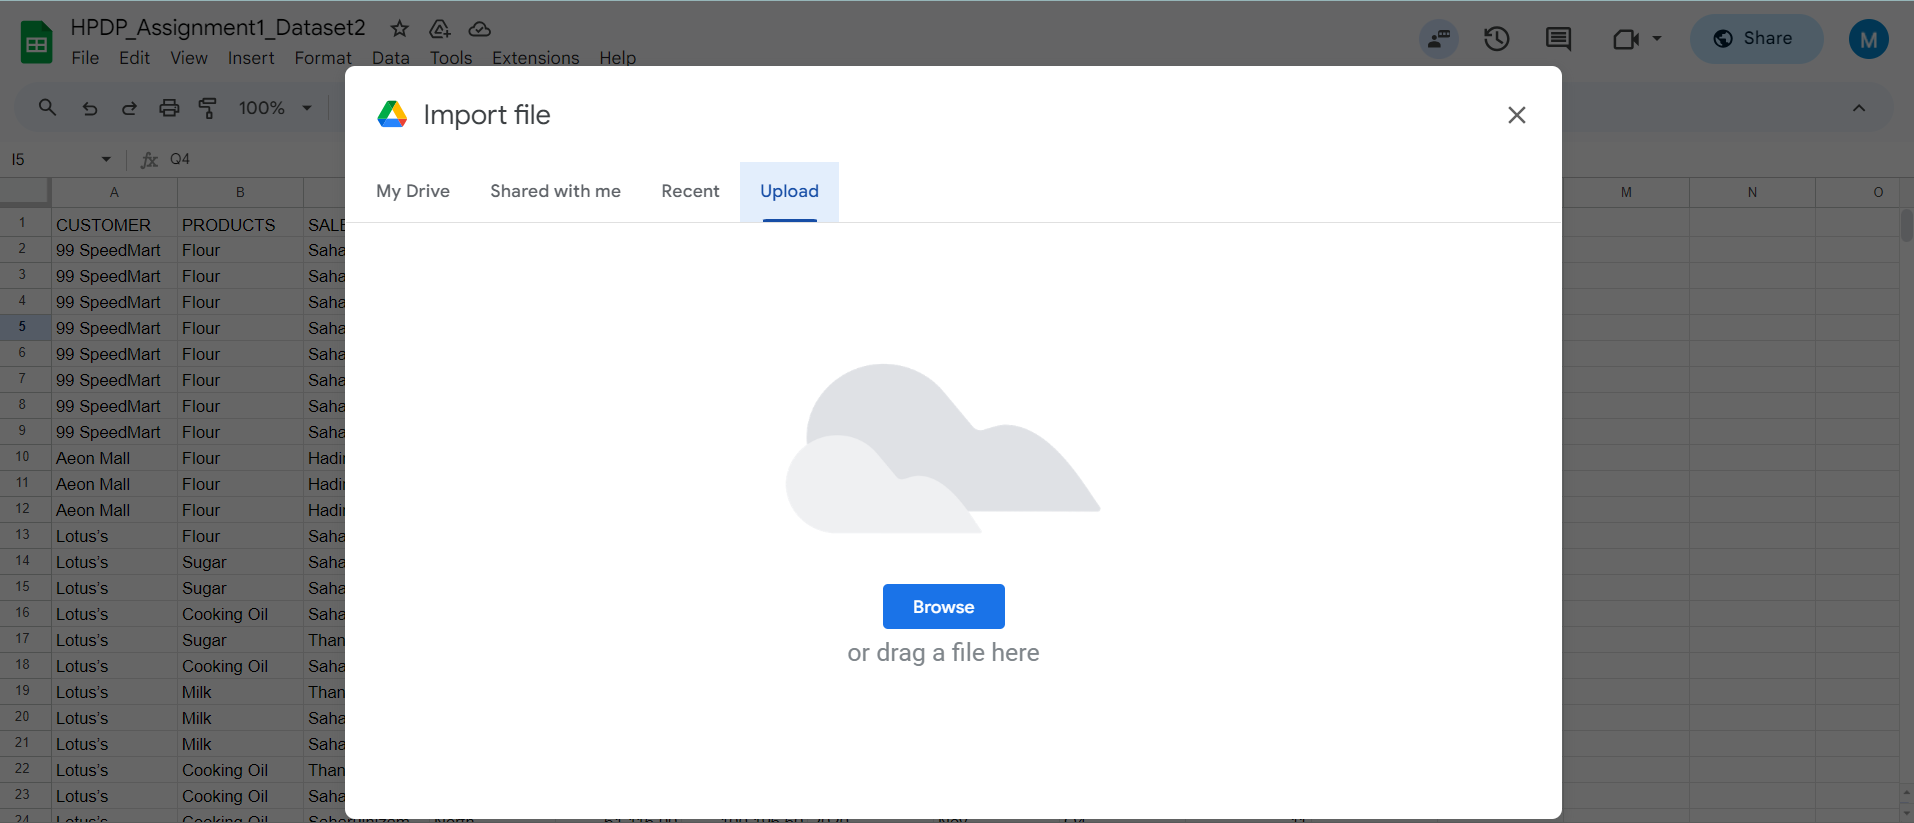 HPDP_Assignment1_Dataset2
File Edit View Insert Format Data Tools Extensions Help
Share
M
100%
Import file
I5 Q4
My Drive Shared with me Recent Upload
A B M N O
1 CUSTOMER PRODUCTS SALE
2 99 SpeedMart Flour Saha
3 99 SpeedMart Flour Saha
4 99 SpeedMart Flour Saha
5 99 SpeedMart Flour Saha
6 99 SpeedMart Flour Saha
7 99 SpeedMart Flour Saha
8 99 SpeedMart Flour Saha
9 99 SpeedMart Flour Saha
10 Aeon Mall Flour Hadi
11 Aeon Mall Flour Hadi
12 Aeon Mall Flour Hadi
13 Lotus's Flour Saha
14 Lotus's Sugar Saha
15 Lotus's Sugar Saha
16 Lotus's Cooking Oil Saha
17 Lotus's Sugar Than
18 Lotus's Cooking Oil Saha
19 Lotus's Milk Than
20 Lotus's Milk Saha
21 Lotus's Milk Saha
22 Lotus's Cooking Oil Than
23 Lotus's Cooking Oil Saha
24 Lotus's Cooking Oil
Browse
or drag a file here